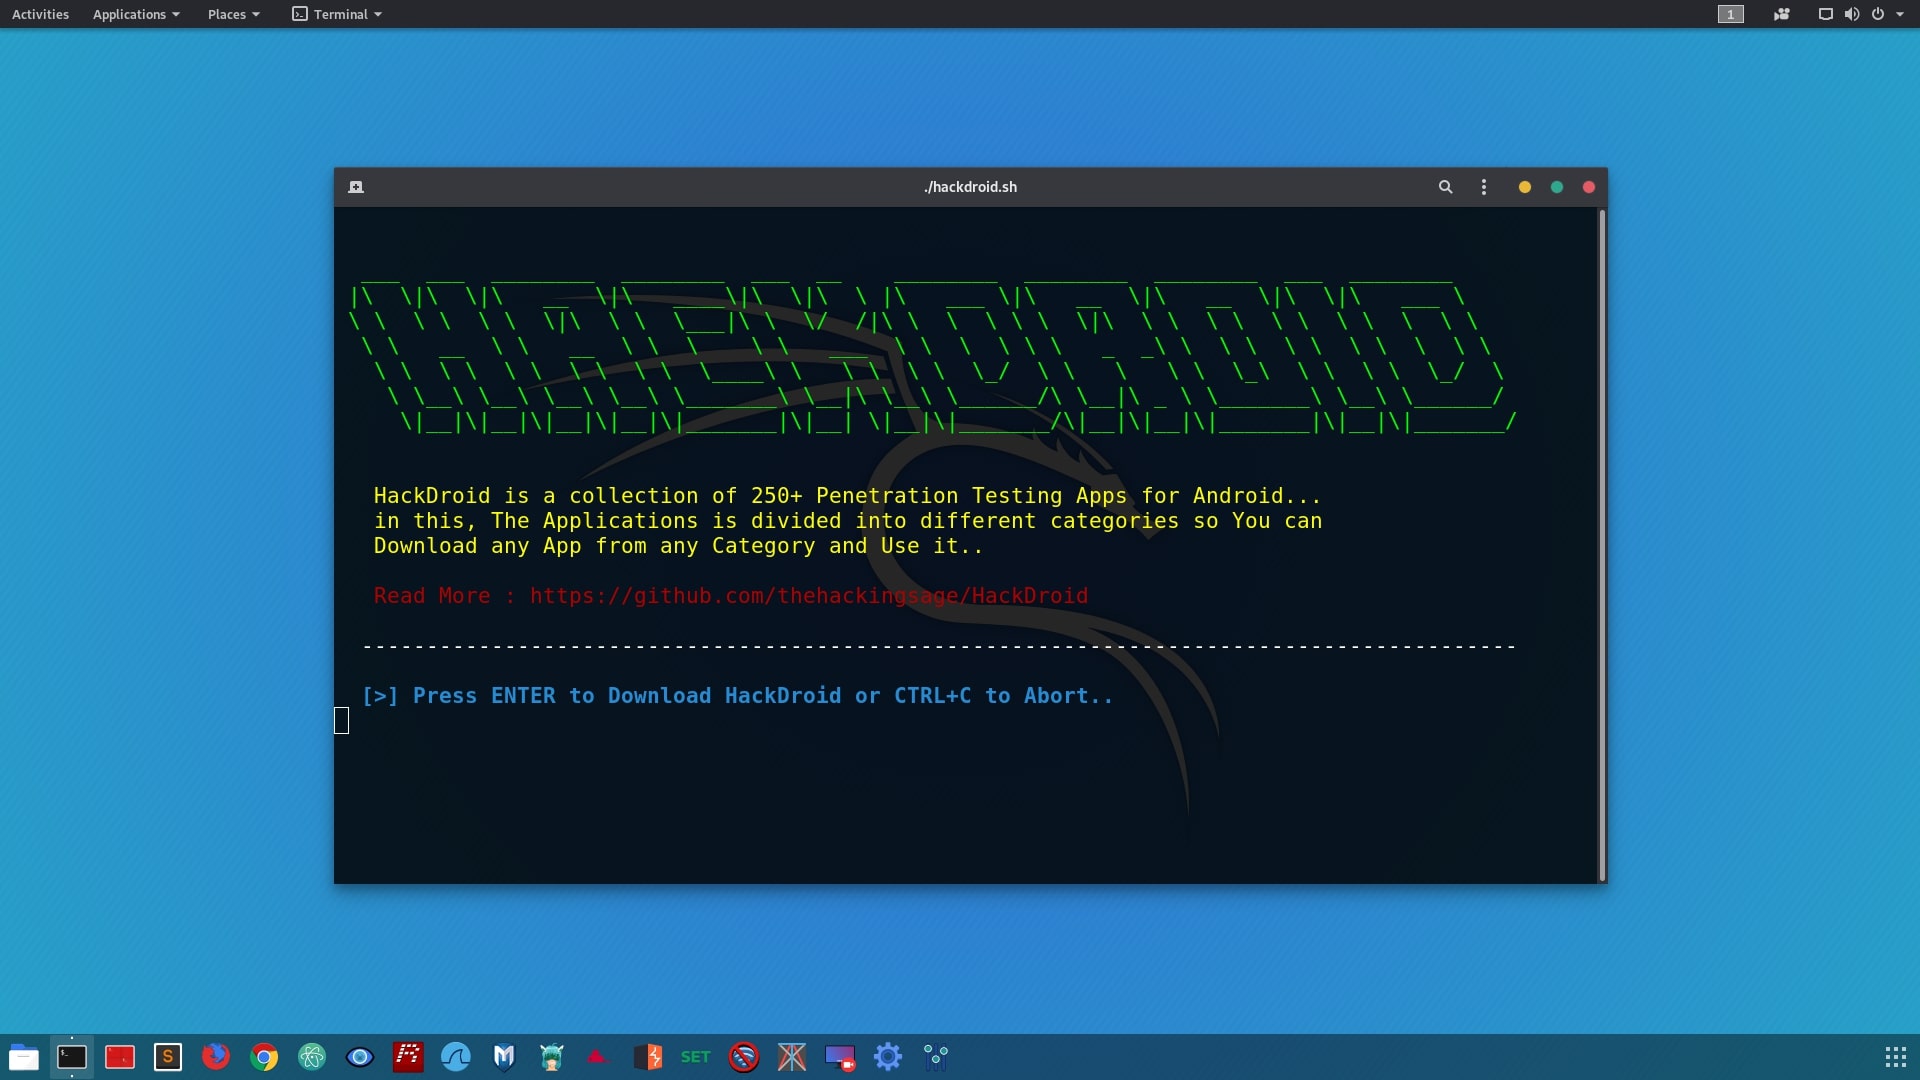 Activities Applications Places Terminal 1
./hackdroid.sh
HACKDROID
HackDroid is a collection of 250+ Penetration Testing Apps for Android...
in this, The Applications is divided into different categories so You can
Download any App from any Category and Use it..
Read More : https://github.com/thehackingsage/HackDroid
-----------------------------------------------------------------------------------------
[>] Press ENTER to Download HackDroid or CTRL+C to Abort..
S SET